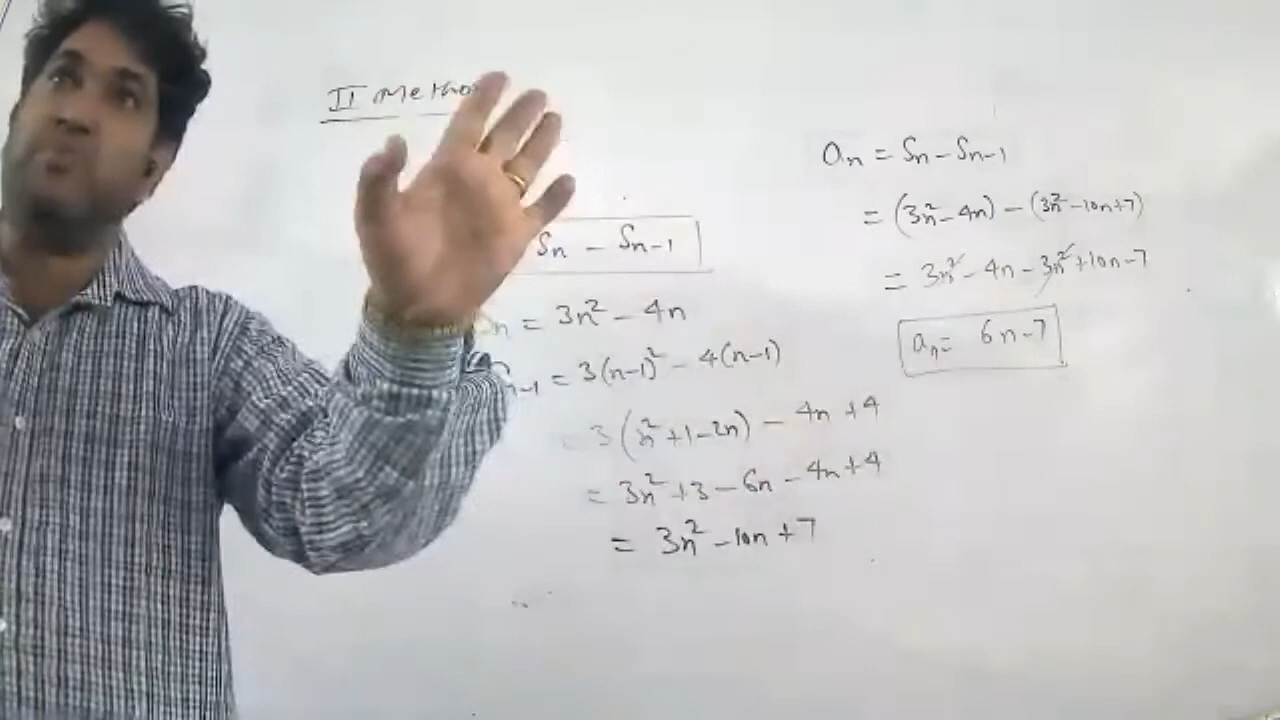 II Metho
Sn - Sn-1
n = 3n² - 4n
n-1 = 3(n-1)² - 4(n-1)
= 3(n²+1-2n) - 4n + 4
= 3n² + 3 - 6n - 4n + 4
= 3n² - 10n + 7
an = Sn - Sn-1
= (3n² - 4n) - (3n² - 10n + 7)
= 3n² - 4n - 3n² + 10n - 7
an = 6n - 7